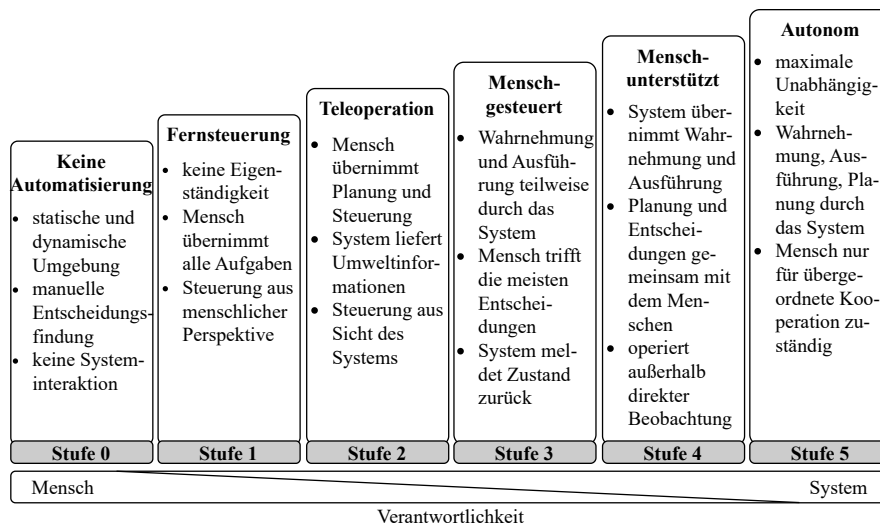 Keine
Automatisierung
• statische und
dynamische
Umgebung
• manuelle
Entscheidungs-
findung
• keine System-
interaktion
Stufe 0
Fernsteuerung
• keine Eigen-
ständigkeit
• Mensch
übernimmt
alle Aufgaben
• Steuerung aus
menschlicher
Perspektive
Stufe 1
Teleoperation
• Mensch
übernimmt
Planung und
Steuerung
• System liefert
Umweltinfor-
mationen
• Steuerung aus
Sicht des
Systems
Stufe 2
Mensch-
gesteuert
• Wahrnehmung
und Ausfüh-
rung teilweise
durch das
System
• Mensch trifft
die meisten
Entschei-
dungen
• System mel-
det Zustand
zurück
Stufe 3
Mensch-
unterstützt
• System über-
nimmt Wahr-
nehmung und
Ausführung
• Planung und
Entschei-
dungen ge-
meinsam mit
dem Men-
schen
• operiert
außerhalb
direkter
Beobachtung
Stufe 4
Autonom
• maximale
Unabhängig-
keit
• Wahrneh-
mung, Aus-
führung, Pla-
nung durch
das System
• Mensch nur
für überge-
ordnete Koo-
peration zu-
ständig
Stufe 5
Mensch
System
Verantwortlichkeit